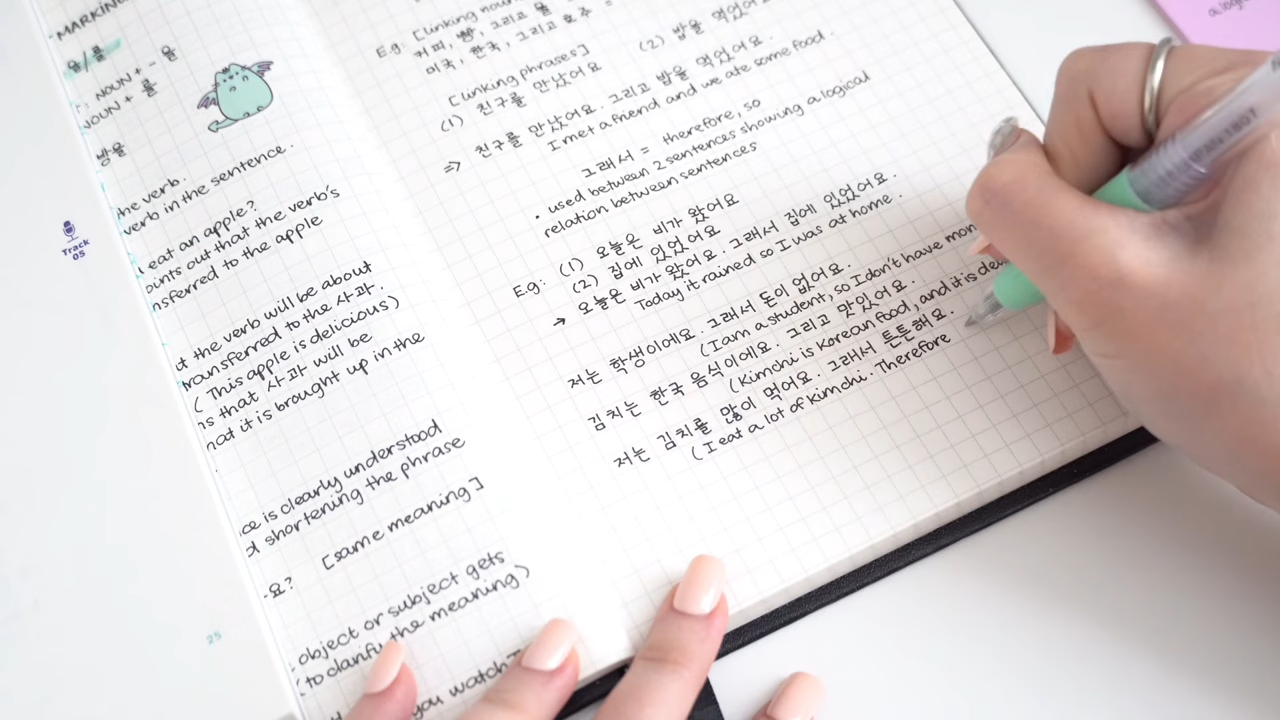 MARKING
을/를
NOUN + - 을
NOUN + 를
방을
the verb.
verb in the sentence.
eat an apple?
points out that the verb's
transferred to the apple
the verb will be about
transferred to the 사과.
( This apple is delicious)
is that 사과 will be
it is brought up in the
is clearly understood
shortening the phrase
[same meaning]
-요?
object or subject gets
(to clarify the meaning)
you watch
25
Track
05
E.g: [Linking nouns]
커피, 빵, 그리고 물
미국, 한국, 그리고 호주 =
[Linking phrases]
(1) 친구를 만났어요
(2) 밥을 먹었어요
=> 친구를 만났어요. 그리고 밥을 먹었어요.
I met a friend and we ate some food.
그래서 = therefore, so
• used between 2 sentences showing a logical
relation between sentences
Eg: (1) 오늘은 비가 왔어요
(2) 집에 있었어요
→ 오늘은 비가 왔어요. 그래서 집에 있었어요.
Today it rained so I was at home.
저는 학생이에요. 그래서 돈이 없어요.
(I am a student, so I don't have
김치는 한국 음식이에요. 그리고 맛있어요.
(Kimchi is Korean food, and it is
저는 김치를 많이 먹어요. 그래서 튼튼해요.
(I eat a lot of kimchi. Therefore